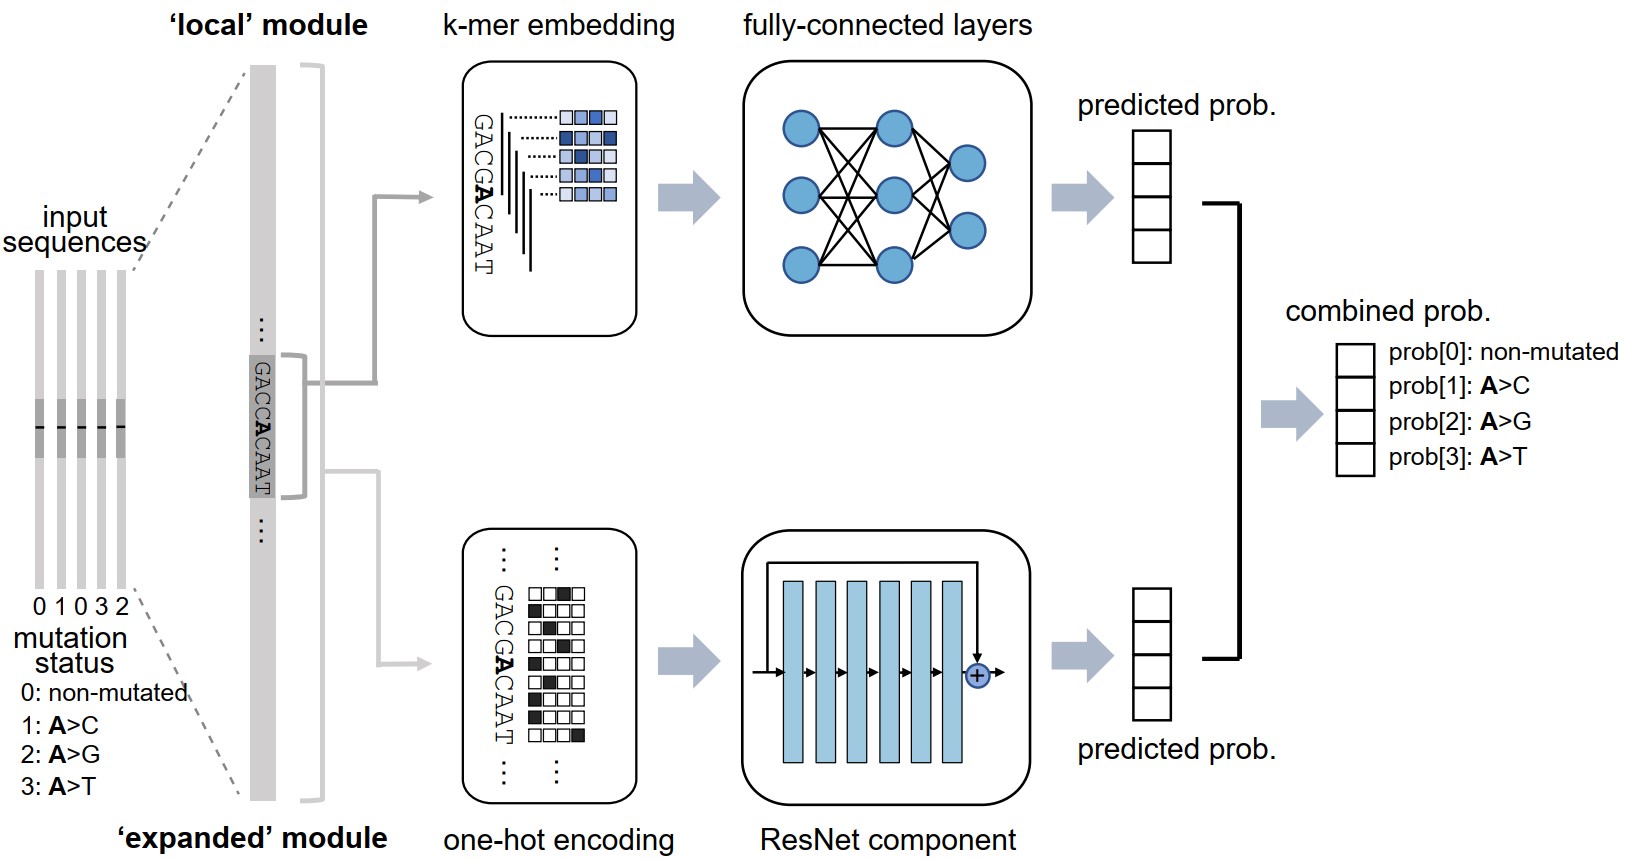 ‘local’ module
k-mer embedding
fully-connected layers
GACGACAAT
predicted prob.
input
sequences
...
GACCACAAT
...
combined prob.
prob[0]: non-mutated
prob[1]: A>C
prob[2]: A>G
prob[3]: A>T
0 1 0 3 2
mutation
status
0: non-mutated
1: A>C
2: A>G
3: A>T
... ...
GACGACAAT
... ...
+
predicted prob.
‘expanded’ module
one-hot encoding
ResNet component